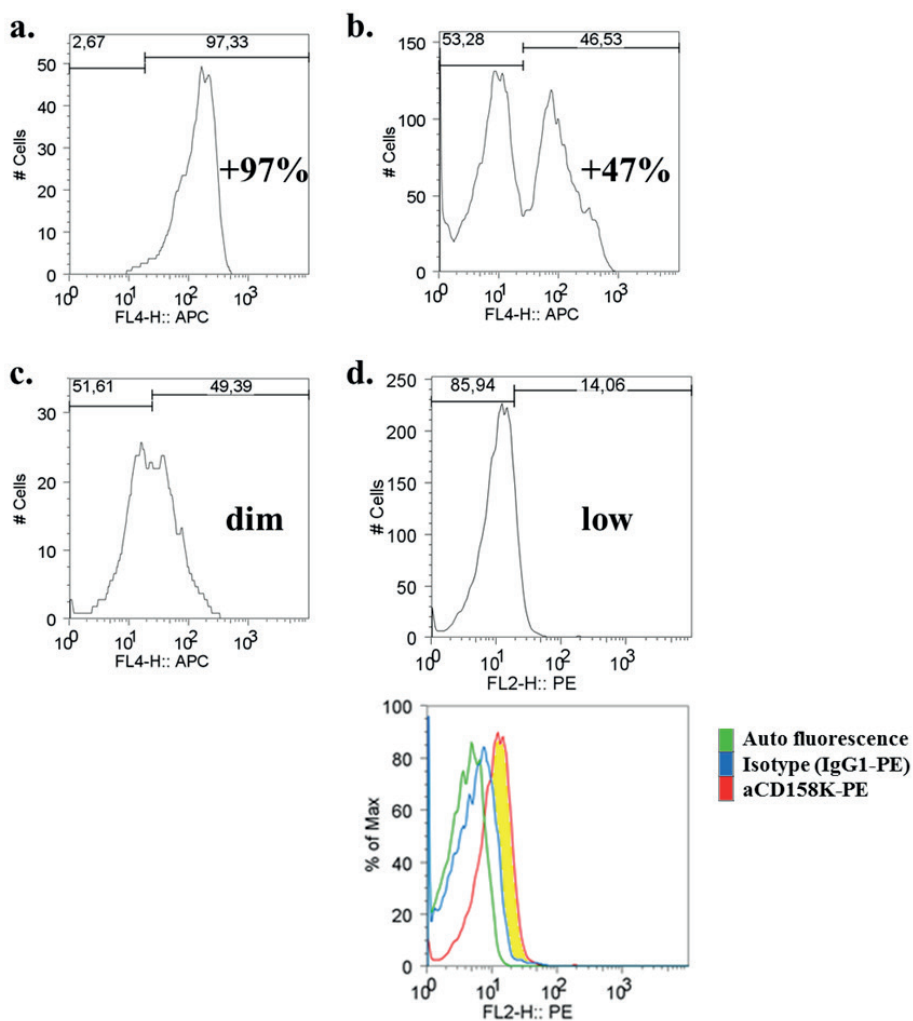 a.
2,67 97,33
50
40
30
20
10
0
# Cells
+97%
10^0 10^1 10^2 10^3
FL4-H:: APC
b.
53,28 46,53
150
100
50
0
# Cells
+47%
10^0 10^1 10^2 10^3
FL4-H:: APC
c.
51,61 49,39
30
20
10
0
# Cells
dim
10^0 10^1 10^2 10^3
FL4-H:: APC
d.
85,94 14,06
250
200
150
100
50
0
# Cells
low
10^0 10^1 10^2 10^3
FL2-H:: PE
100
80
60
40
20
0
% of Max
10^0 10^1 10^2 10^3
FL2-H:: PE
Auto fluorescence
Isotype (IgG1-PE)
aCD158K-PE